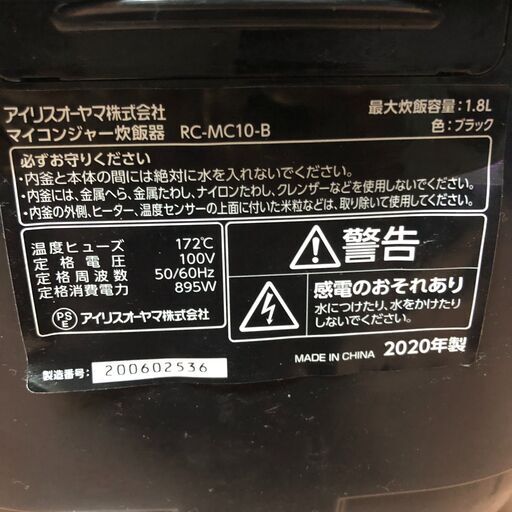 アイリスオーヤマ株式会社
マイコンジャー炊飯器 RC-MC10-B
最大炊飯容量:1.8L
色:ブラック
必ずお守りください
・内釜と本体の間には絶対に水を入れないでください。
・内釜には、金属へら、金属たわし、ナイロンたわし、クレンザーなどを使用しないでください。
・内釜の外側、ヒーター、温度センサーの上面に付いた米粒などは、取り除いて使用してください。
温度ヒューズ 172℃
定格電圧 100V
定格周波数 50/60Hz
定格消費電力 895W
PSE アイリスオーヤマ株式会社
製造番号: 200602536
警告
感電のおそれあり
水につけたり、水をかけたり
しないでください。
MADE IN CHINA 2020年製